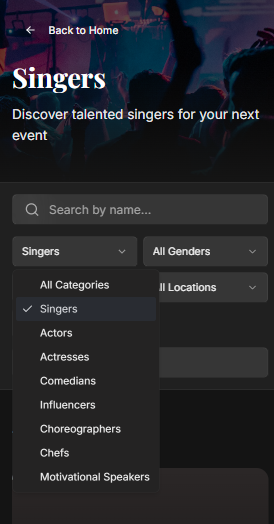 Back to Home
Singers
Discover talented singers for your next
event
Search by name...
Singers
All Genders
All Categories
ll Locations
Singers
Actors
Actresses
Comedians
Influencers
Choreographers
Chefs
Motivational Speakers